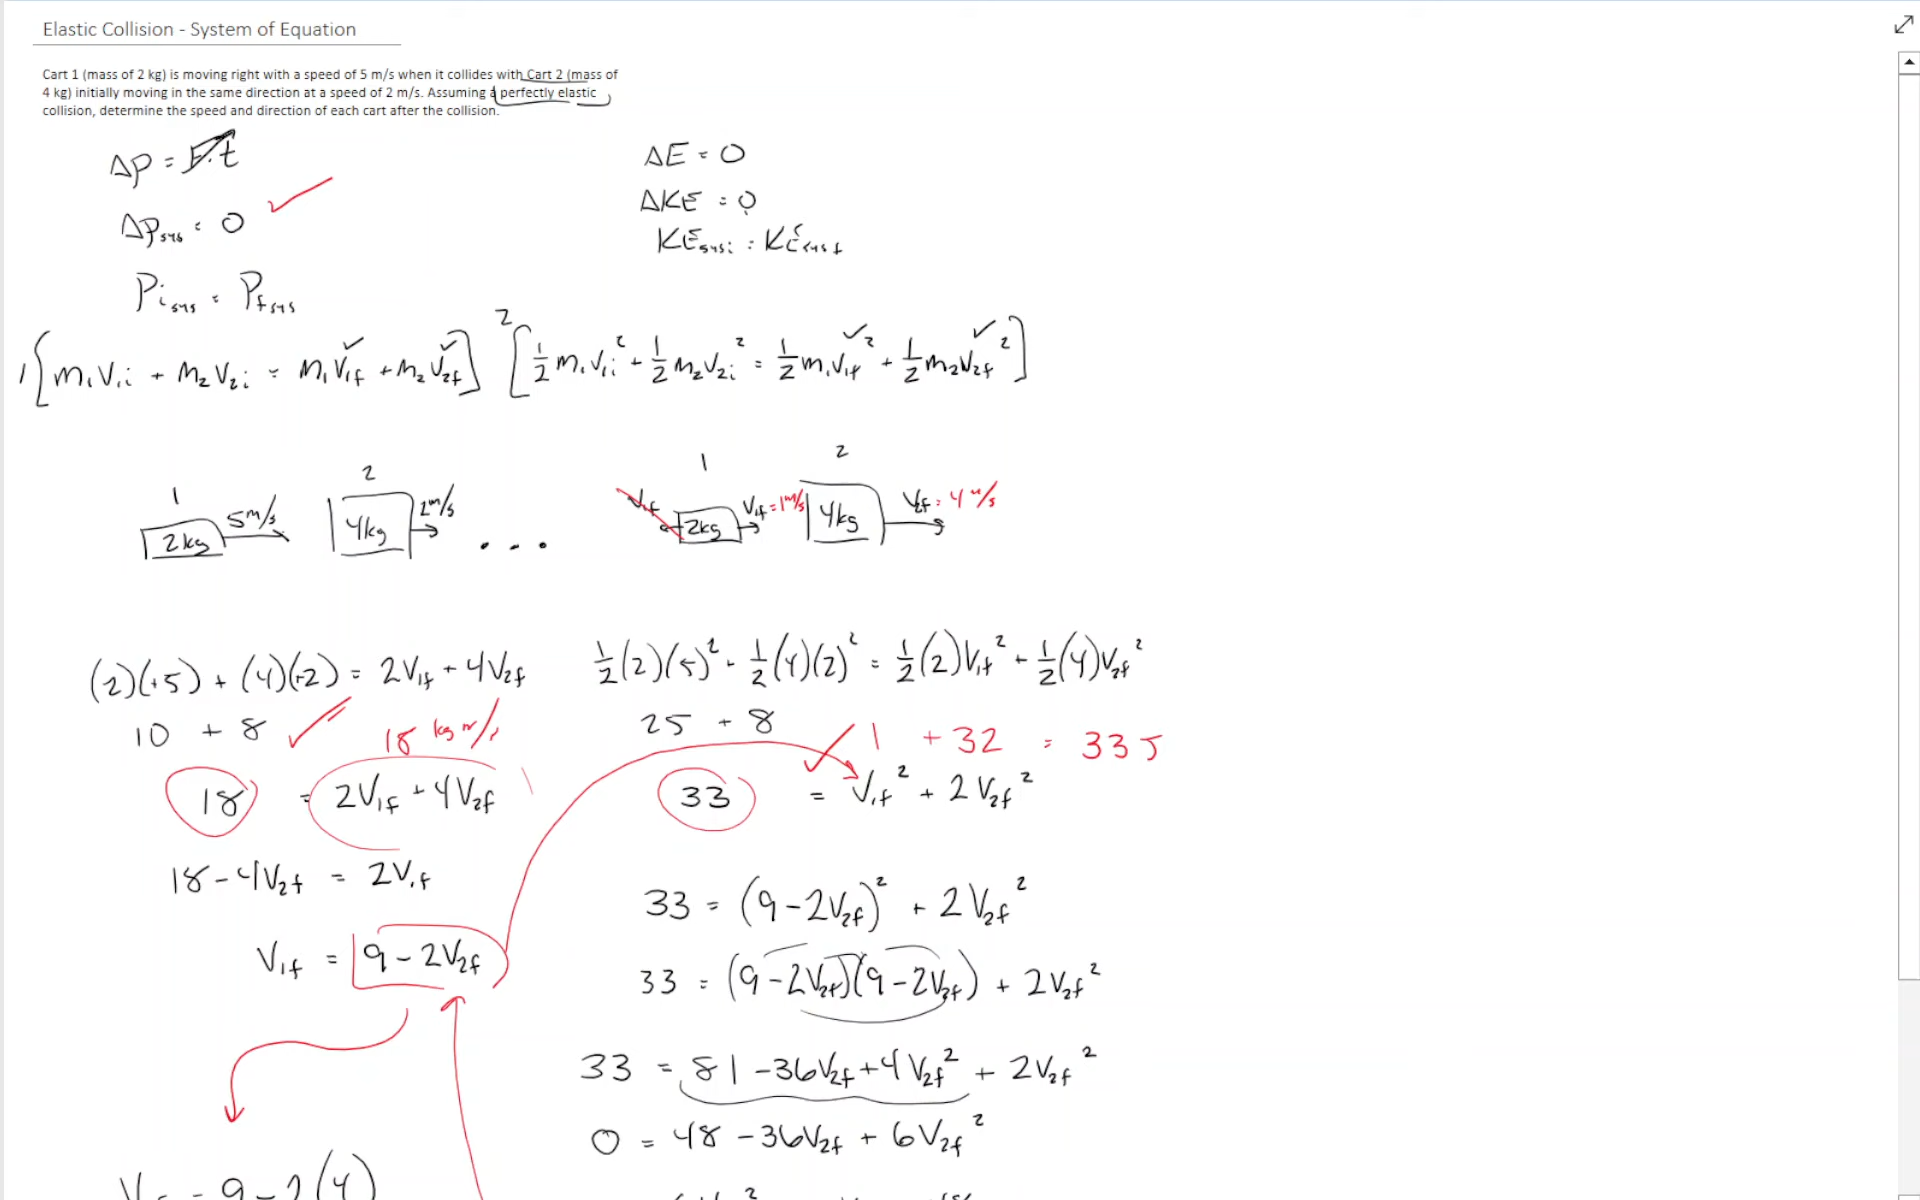 Elastic Collision - System of Equation
Cart 1 (mass of 2 kg) is moving right with a speed of 5 m/s when it collides with Cart 2 (mass of
4 kg) initially moving in the same direction at a speed of 2 m/s. Assuming a perfectly elastic
collision, determine the speed and direction of each cart after the collision.
ΔP = F·t
ΔP_sys = 0 ✓
P_i sys = P_f sys
ΔE = 0
ΔKE = 0
KE_sys i = KE_sys f
1 [m₁V₁i + m₂V₂i = m₁V₁f + m₂V₂f]
2 [½m₁V₁i² + ½m₂V₂i² = ½m₁V₁f² + ½m₂V₂f²]
1 2
2kg 5 m/s 4kg 2 m/s ...
1 2
V₁f 2kg V₁f = 1 m/s 4kg V₂f = 4 m/s
(2)(+5) + (4)(+2) = 2V₁f + 4V₂f
10 + 8 ✓ 18 kg m/s
18 = 2V₁f + 4V₂f
18 - 4V₂f = 2V₁f
V₁f = 9 - 2V₂f
V₁f = 9 - 2(4)
½(2)(5)² + ½(4)(2)² = ½(2)V₁f² + ½(4)V₂f²
25 + 8 ✓ 1 + 32 = 33 J
33 = V₁f² + 2V₂f²
33 = (9 - 2V₂f)² + 2V₂f²
33 = (9 - 2V₂f)(9 - 2V₂f) + 2V₂f²
33 = 81 - 36V₂f + 4V₂f² + 2V₂f²
0 = 48 - 36V₂f + 6V₂f²